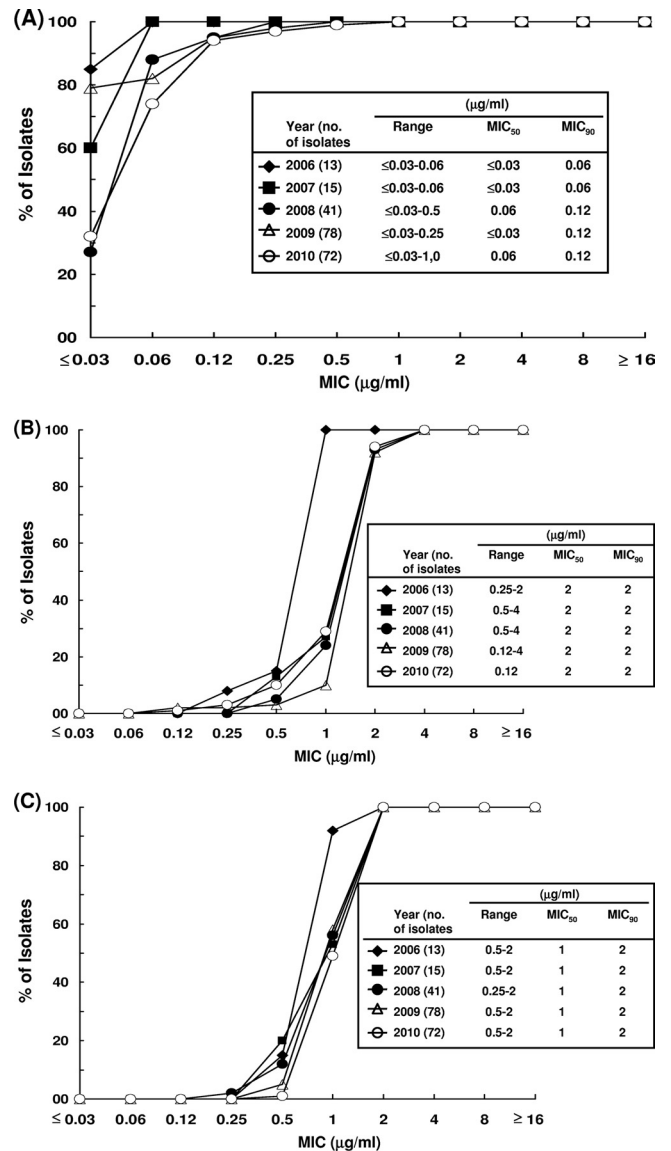 (A)
100
80
60
40
20
00
% of Isolates
(µg/ml)
Year (no. of isolates Range MIC50 MIC90
2006 (13) ≤0.03-0.06 ≤0.03 0.06
2007 (15) ≤0.03-0.06 ≤0.03 0.06
2008 (41) ≤0.03-0.5 0.06 0.12
2009 (78) ≤0.03-0.25 ≤0.03 0.12
2010 (72) ≤0.03-1,0 0.06 0.12
≤ 0.03 0.06 0.12 0.25 0.5 1 2 4 8 ≥ 16
MIC (µg/ml)
(B)
100
80
60
40
20
00
% of Isolates
(µg/ml)
Year (no. of isolates Range MIC50 MIC90
2006 (13) 0.25-2 2 2
2007 (15) 0.5-4 2 2
2008 (41) 0.5-4 2 2
2009 (78) 0.12-4 2 2
2010 (72) 0.12 2 2
≤ 0.03 0.06 0.12 0.25 0.5 1 2 4 8 ≥ 16
MIC (µg/ml)
(C)
100
80
60
40
20
00
% of Isolates
(µg/ml)
Year (no. of isolates Range MIC50 MIC90
2006 (13) 0.5-2 1 2
2007 (15) 0.5-2 1 2
2008 (41) 0.25-2 1 2
2009 (78) 0.5-2 1 2
2010 (72) 0.5-2 1 2
≤ 0.03 0.06 0.12 0.25 0.5 1 2 4 8 ≥ 16
MIC (µg/ml)